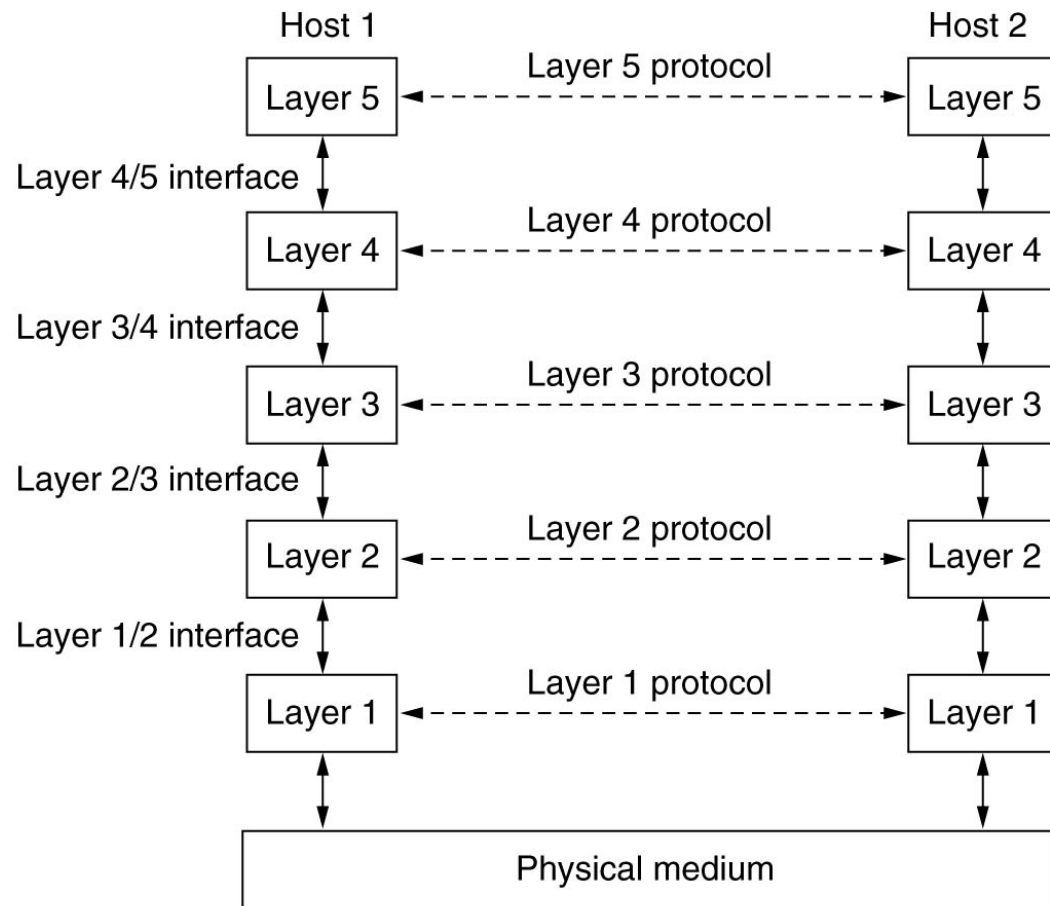 Host 1
Host 2
Layer 5 protocol
Layer 5
Layer 5
Layer 4/5 interface
Layer 4 protocol
Layer 4
Layer 4
Layer 3/4 interface
Layer 3 protocol
Layer 3
Layer 3
Layer 2/3 interface
Layer 2 protocol
Layer 2
Layer 2
Layer 1/2 interface
Layer 1 protocol
Layer 1
Layer 1
Physical medium